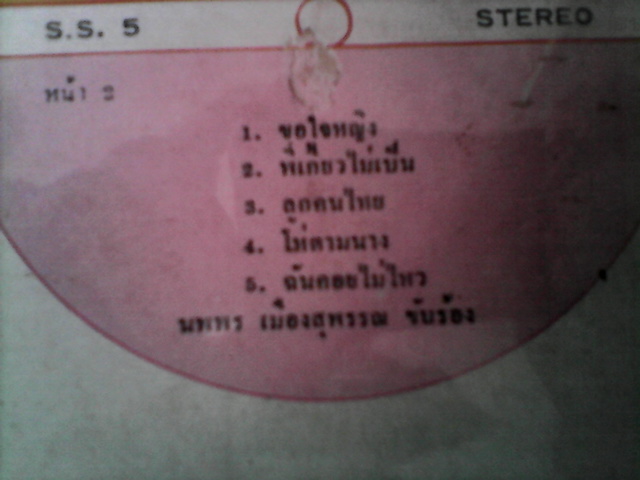 S.S. 5
STEREO
หน้า 2
1. ขอใจหญิง
2. พี่เกี้ยวไม่เป็น
3. ลูกคนไทย
4. ไห้ตามนาง
5. ฉันคอยไม่ไหว
นพพร เมืองสุพรรณ ขับร้อง